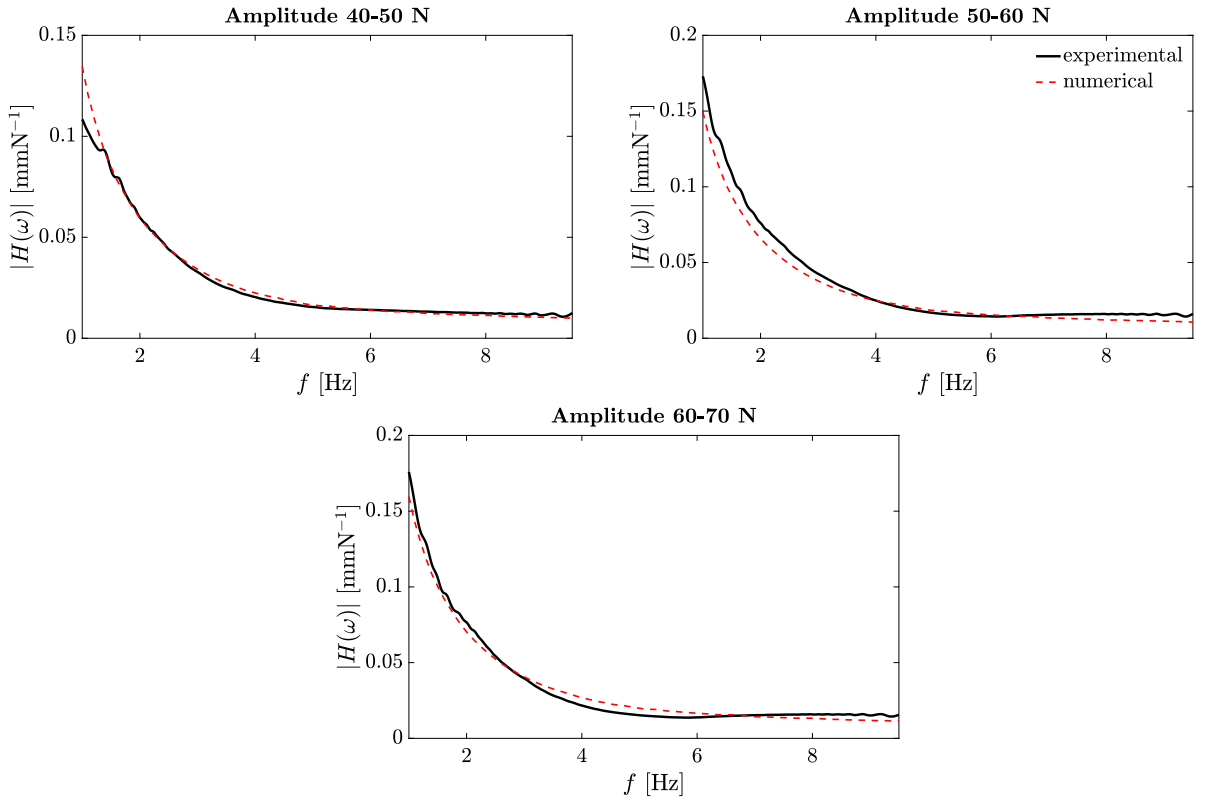 Amplitude 40-50 N
0.15
0.1
0.05
0
2
4
6
8
|H(ω)| [mmN⁻¹]
f [Hz]
Amplitude 50-60 N
0.2
0.15
0.1
0.05
0
2
4
6
8
|H(ω)| [mmN⁻¹]
f [Hz]
experimental
numerical
Amplitude 60-70 N
0.2
0.15
0.1
0.05
0
2
4
6
8
|H(ω)| [mmN⁻¹]
f [Hz]